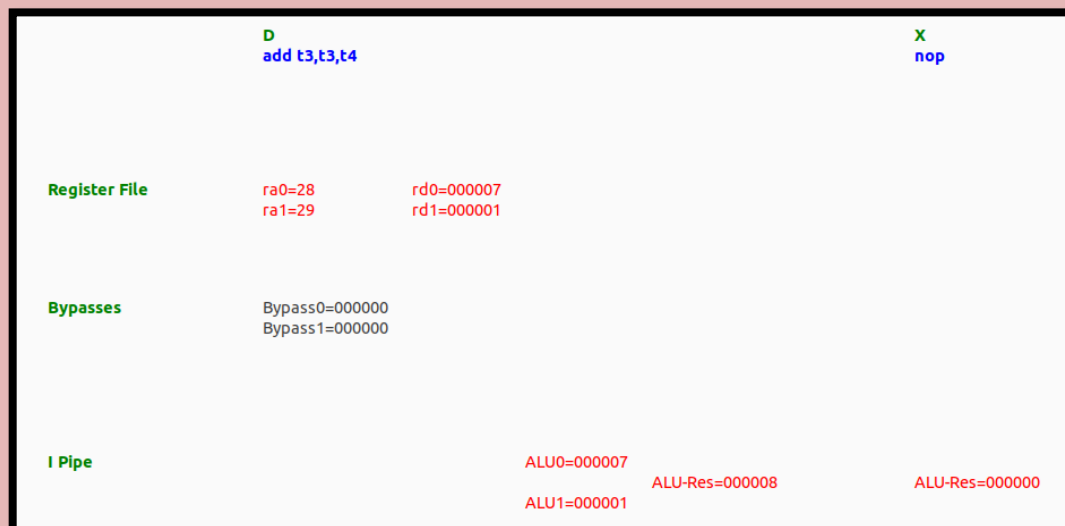 D X
add t3,t3,t4 nop
Register File ra0=28 rd0=000007
ra1=29 rd1=000001
Bypasses Bypass0=000000
Bypass1=000000
I Pipe ALU0=000007
ALU-Res=000008 ALU-Res=000000
ALU1=000001